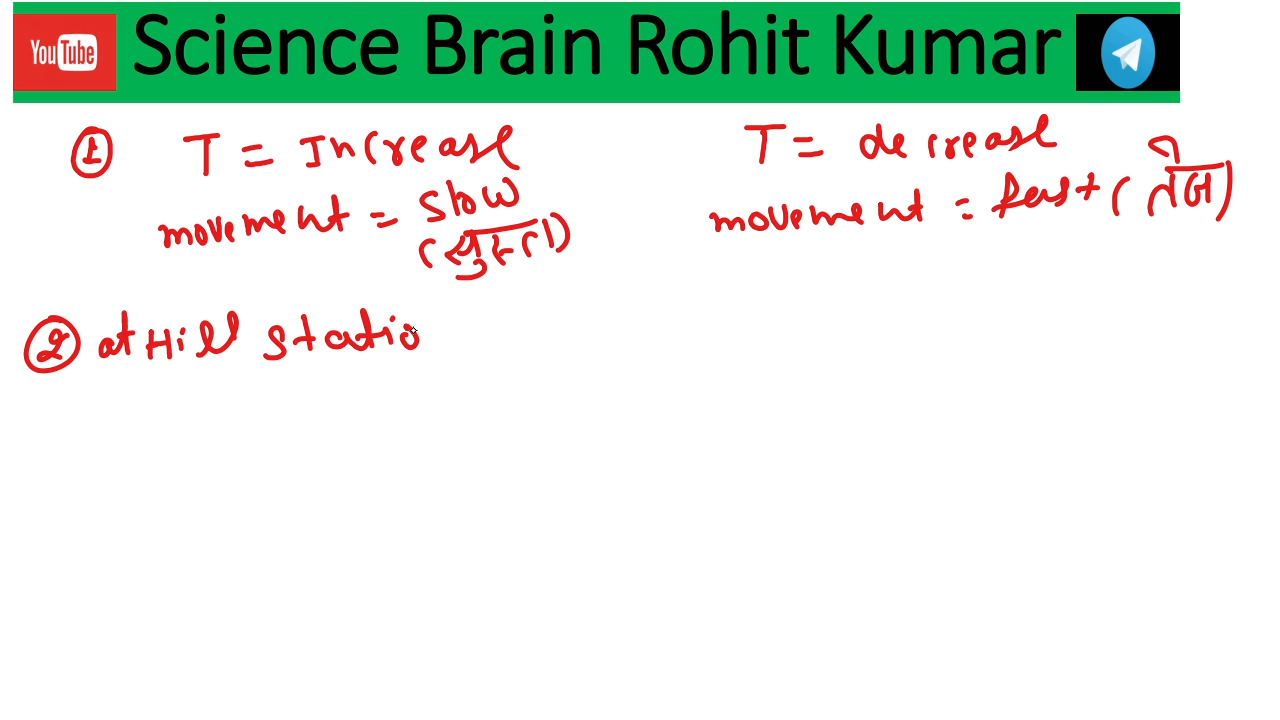 YouTube Science Brain Rohit Kumar
① T = Increase
movement = slow
(सुस्त)
T = decrease
movement = fast (तेज)
② at Hill statio